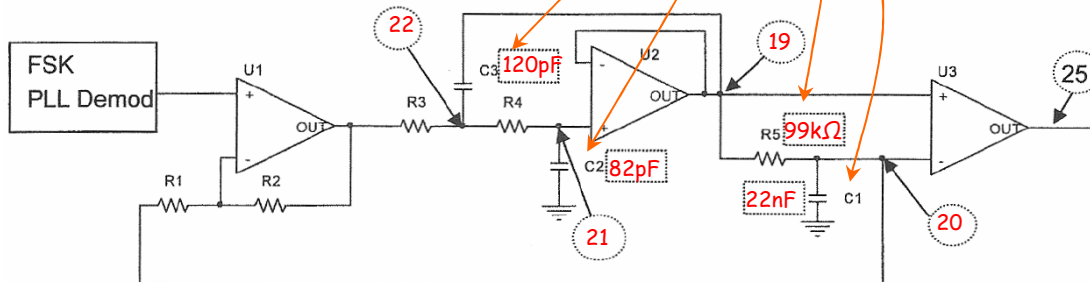 FSK
PLL Demod
U1
+
-
OUT
R1
R2
R3
22
C3
120pF
R4
U2
-
+
OUT
C2
82pF
21
19
99kΩ
R5
22nF
C1
20
U3
+
-
OUT
25